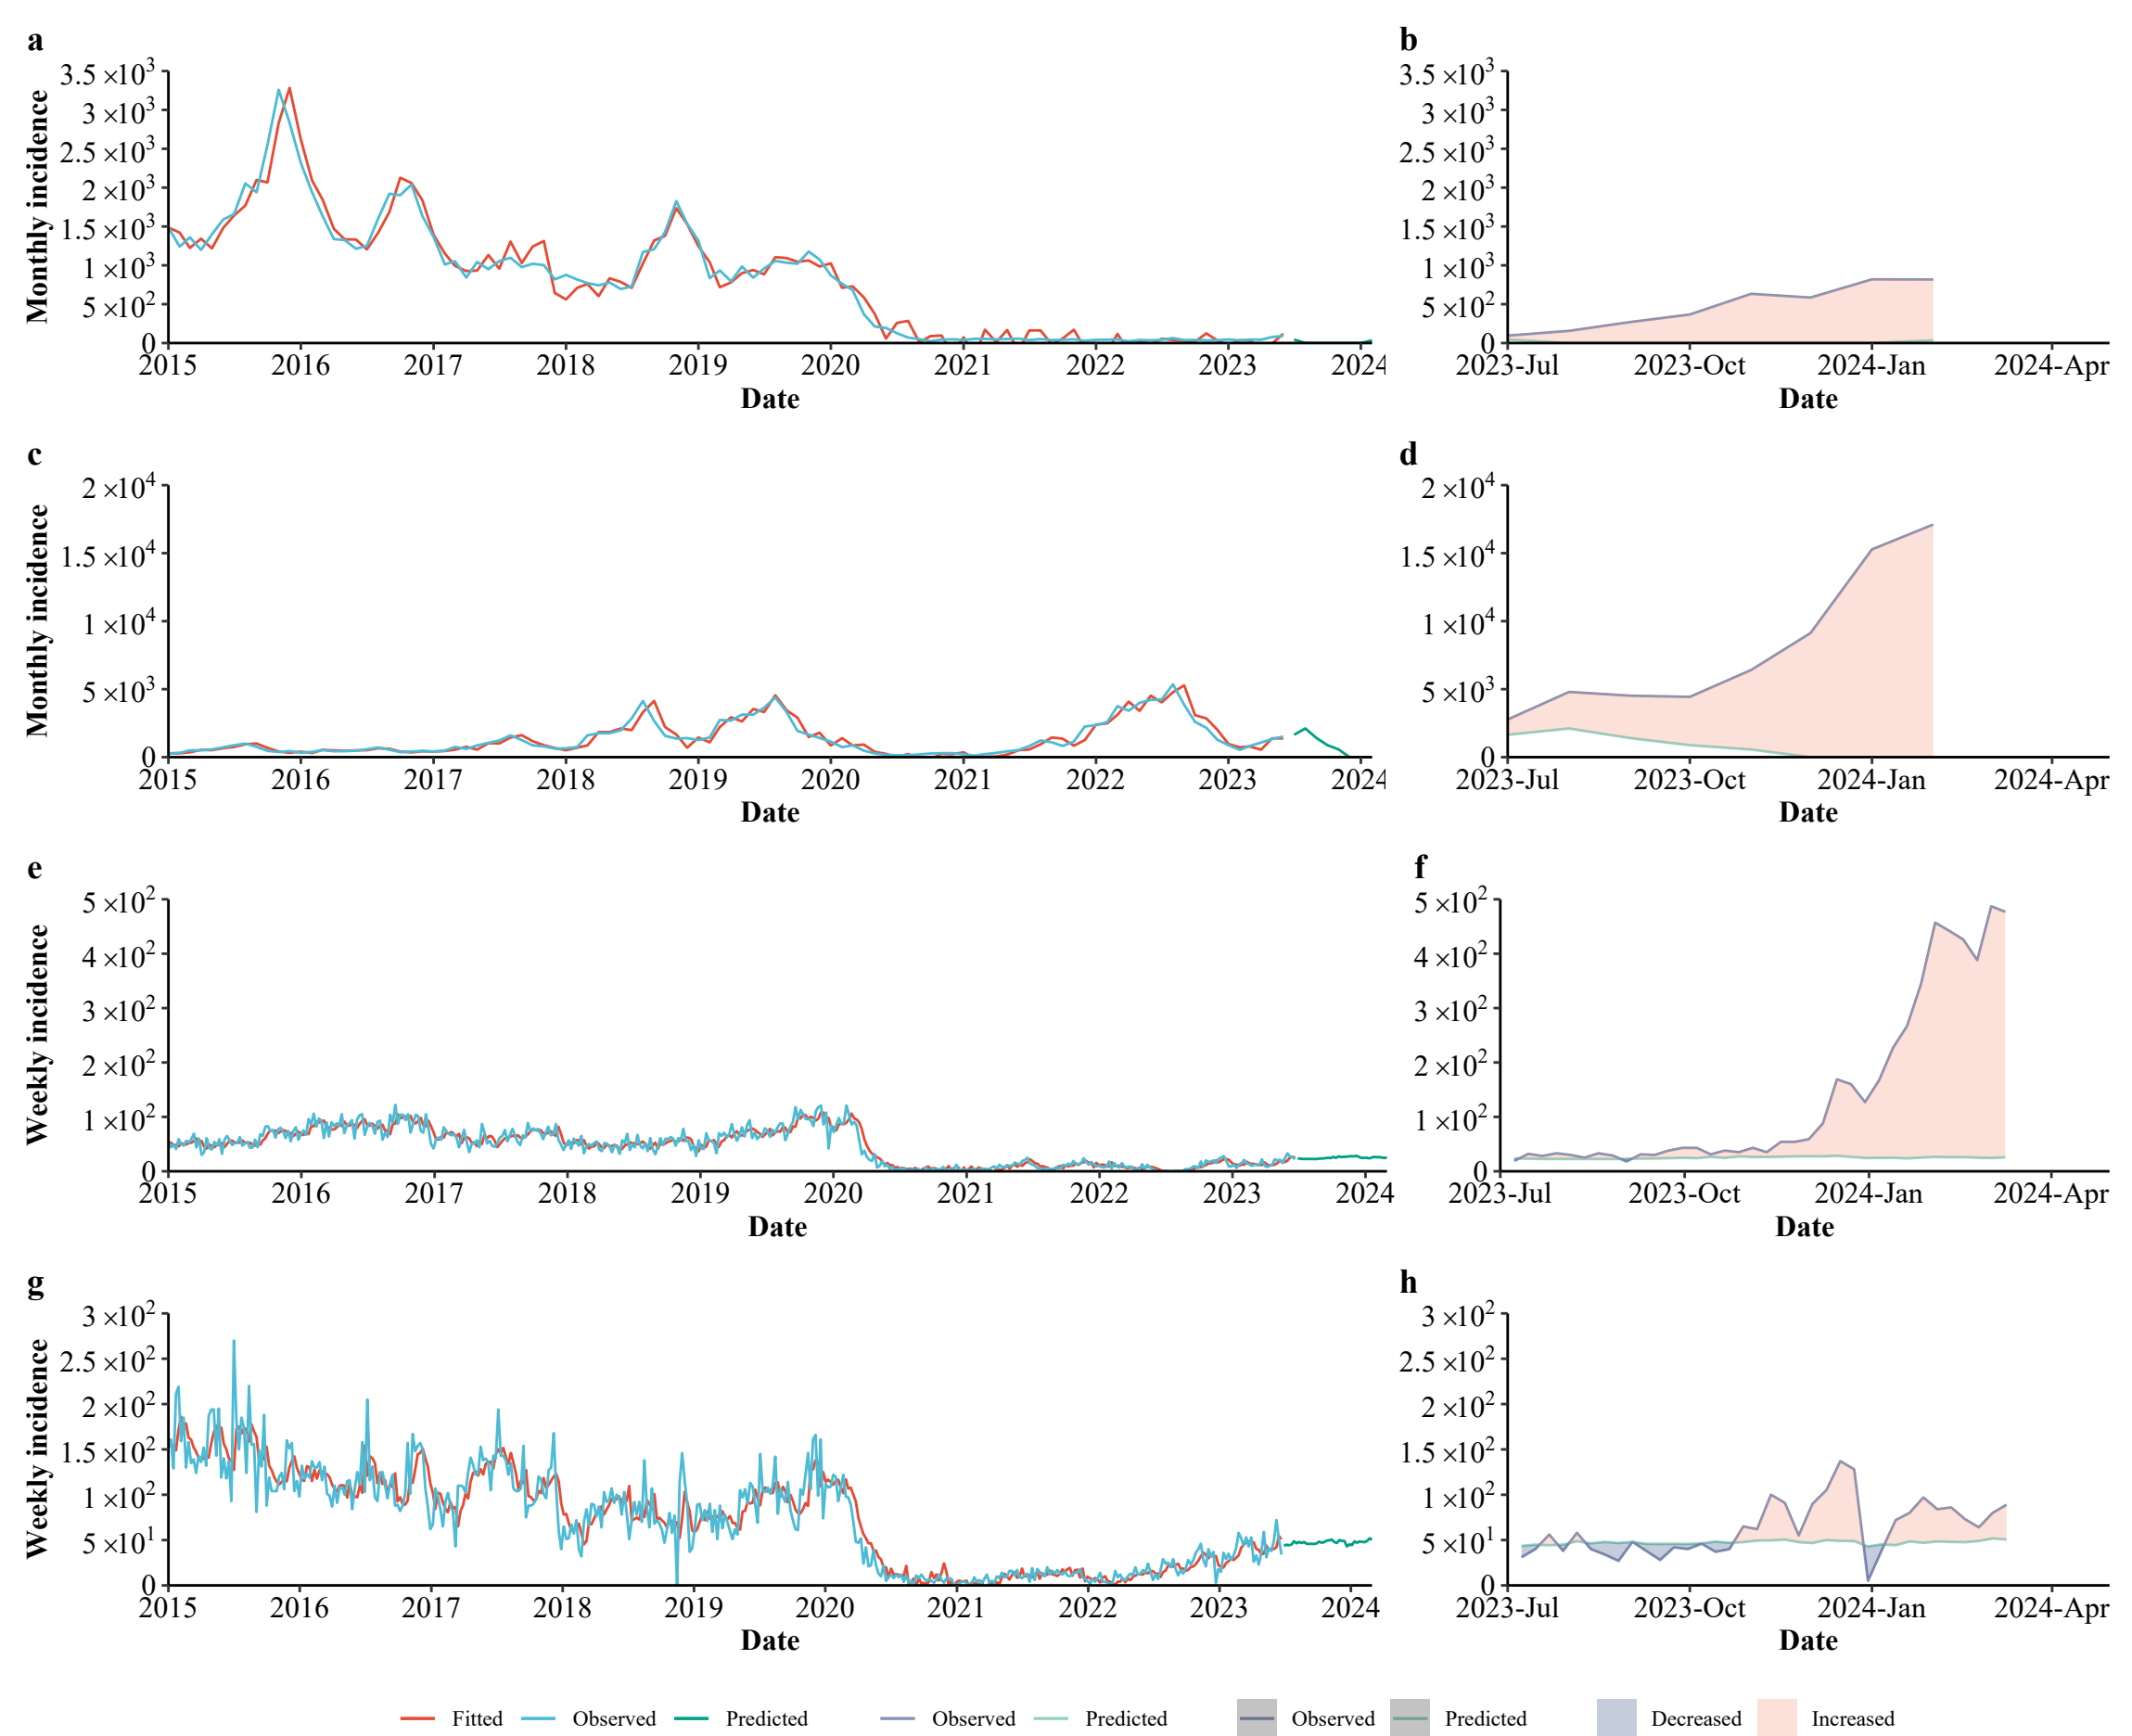 a
Monthly incidence
3.5 ×10³
3 ×10³
2.5 ×10³
2 ×10³
1.5 ×10³
1 ×10³
5 ×10²
0
2015 2016 2017 2018 2019 2020 2021 2022 2023 2024
Date
b
3.5 ×10³
3 ×10³
2.5 ×10³
2 ×10³
1.5 ×10³
1 ×10³
5 ×10²
0
2023-Jul 2023-Oct 2024-Jan 2024-Apr
Date
c
Monthly incidence
2 ×10⁴
1.5 ×10⁴
1 ×10⁴
5 ×10³
0
2015 2016 2017 2018 2019 2020 2021 2022 2023 2024
Date
d
2 ×10⁴
1.5 ×10⁴
1 ×10⁴
5 ×10³
0
2023-Jul 2023-Oct 2024-Jan 2024-Apr
Date
e
Weekly incidence
5 ×10²
4 ×10²
3 ×10²
2 ×10²
1 ×10²
0
2015 2016 2017 2018 2019 2020 2021 2022 2023 2024
Date
f
5 ×10²
4 ×10²
3 ×10²
2 ×10²
1 ×10²
0
2023-Jul 2023-Oct 2024-Jan 2024-Apr
Date
g
Weekly incidence
3 ×10²
2.5 ×10²
2 ×10²
1.5 ×10²
1 ×10²
5 ×10¹
0
2015 2016 2017 2018 2019 2020 2021 2022 2023 2024
Date
h
3 ×10²
2.5 ×10²
2 ×10²
1.5 ×10²
1 ×10²
5 ×10¹
0
2023-Jul 2023-Oct 2024-Jan 2024-Apr
Date
Fitted Observed Predicted Observed Predicted Observed Predicted Decreased Increased